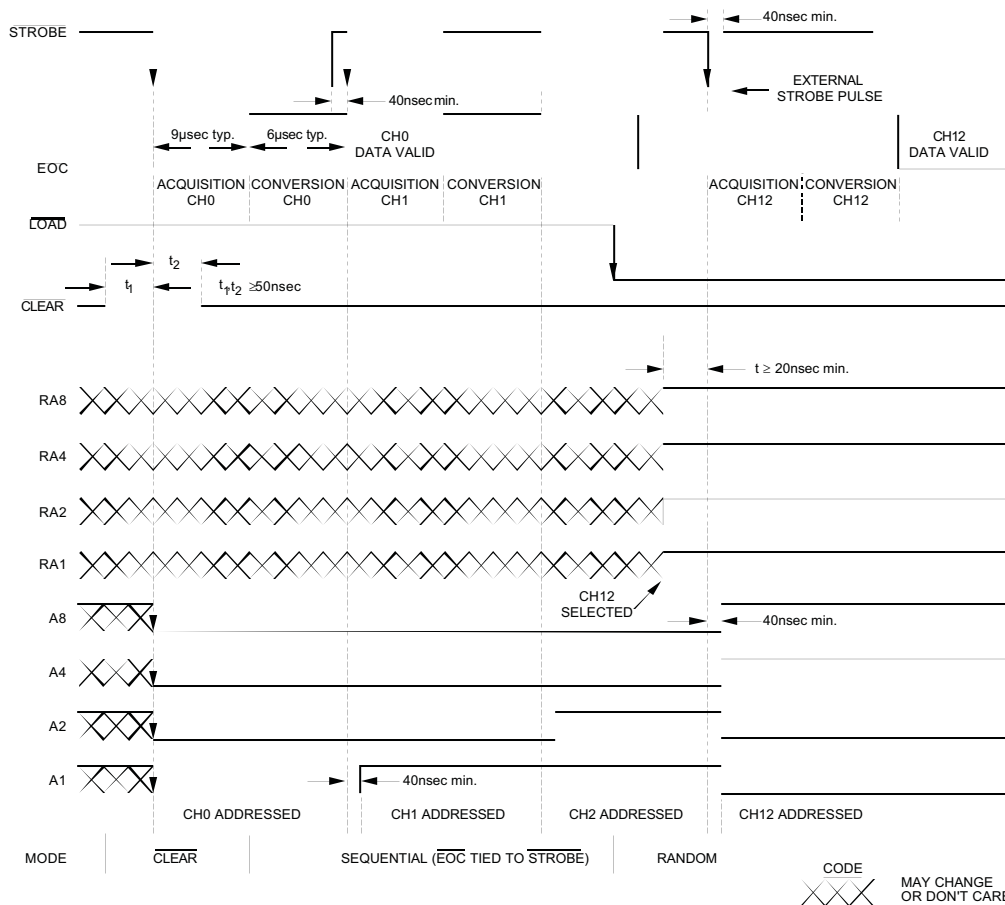 STROBE
40nsec min.
EXTERNAL
STROBE PULSE
40nsec min.
9µsec typ.
6µsec typ.
CH0
DATA VALID
CH12
DATA VALID
EOC
ACQUISITION
CH0
CONVERSION
CH0
ACQUISITION
CH1
CONVERSION
CH1
ACQUISITION
CH12
CONVERSION
CH12
LOAD
t2
t1
t1, t2 ≥50nsec
CLEAR
t ≥ 20nsec min.
RA8
RA4
RA2
RA1
CH12
SELECTED
A8
40nsec min.
A4
A2
A1
40nsec min.
CH0 ADDRESSED
CH1 ADDRESSED
CH2 ADDRESSED
CH12 ADDRESSED
MODE
CLEAR
SEQUENTIAL (EOC TIED TO STROBE)
RANDOM
CODE
MAY CHANGE
OR DON'T CARE